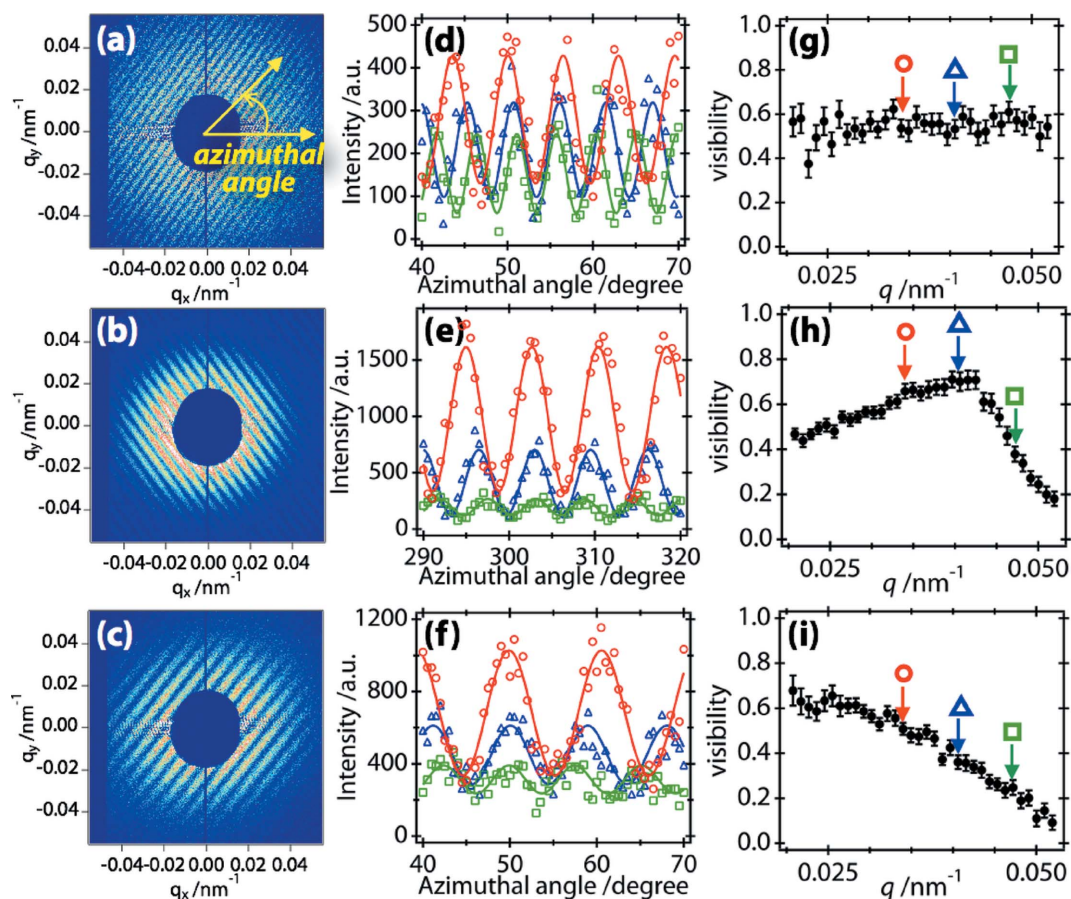 (a)
azimuthal
angle
0.04
0.02
0.00
-0.02
-0.04
qy /nm-1
-0.04 -0.02 0.00 0.02 0.04
qx /nm-1
(d)
500
400
300
200
100
0
Intensity /a.u.
40 50 60 70
Azimuthal angle /degree
(g)
1.0
0.8
0.6
0.4
0.2
0.0
visibility
0.025 0.050
q /nm-1
(b)
0.04
0.02
0.00
-0.02
-0.04
qy /nm-1
-0.04 -0.02 0.00 0.02 0.04
qx /nm-1
(e)
1500
1000
500
0
Intensity /a.u.
290 300 310 320
Azimuthal angle /degree
(h)
1.0
0.8
0.6
0.4
0.2
0.0
visibility
0.025 0.050
q /nm-1
(c)
0.04
0.02
0.00
-0.02
-0.04
qy /nm-1
-0.04 -0.02 0.00 0.02 0.04
qx /nm-1
(f)
1200
800
400
0
Intensity /a.u.
40 50 60 70
Azimuthal angle /degree
(i)
1.0
0.8
0.6
0.4
0.2
0.0
visibility
0.025 0.050
q /nm-1